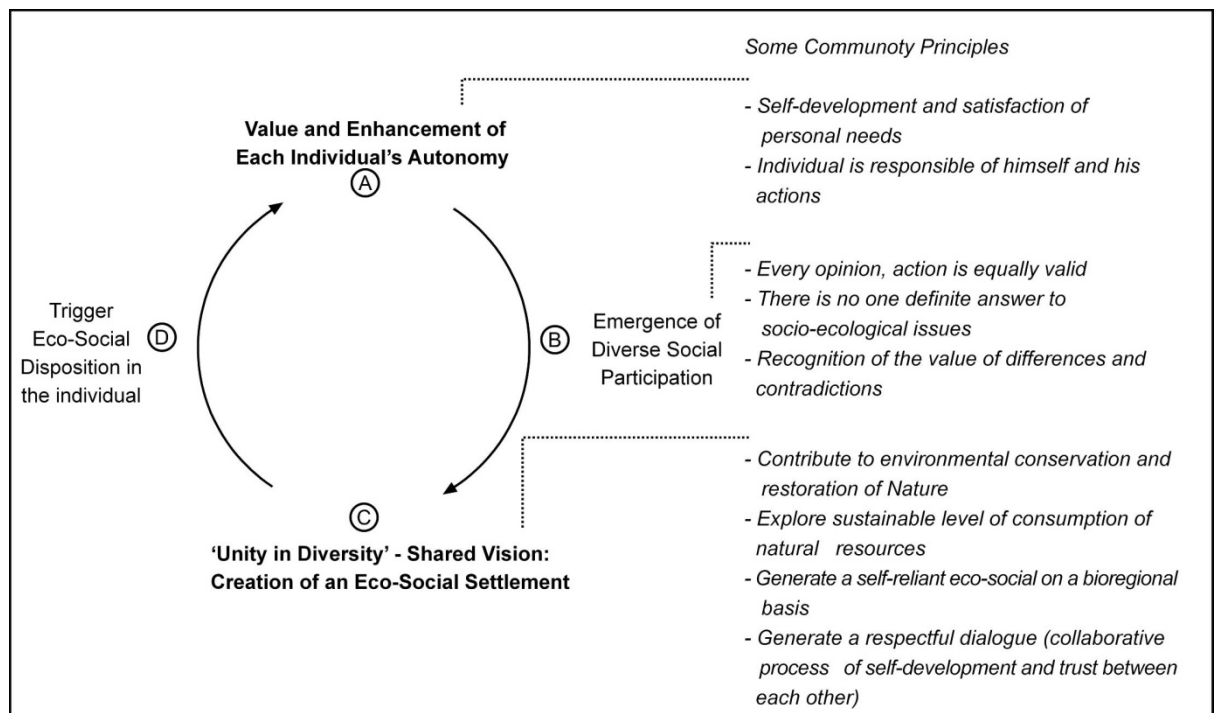 Some Communoty Principles
Value and Enhancement of
Each Individual's Autonomy
A
- Self-development and satisfaction of
personal needs
- Individual is responsible of himself and his
actions
Trigger
Eco-Social
Disposition in
the individual
D
B
Emergence of
Diverse Social
Participation
- Every opinion, action is equally valid
- There is no one definite answer to
socio-ecological issues
- Recognition of the value of differences and
contradictions
C
'Unity in Diversity' - Shared Vision:
Creation of an Eco-Social Settlement
- Contribute to environmental conservation and
restoration of Nature
- Explore sustainable level of consumption of
natural resources
- Generate a self-reliant eco-social on a bioregional
basis
- Generate a respectful dialogue (collaborative
process of self-development and trust between
each other)